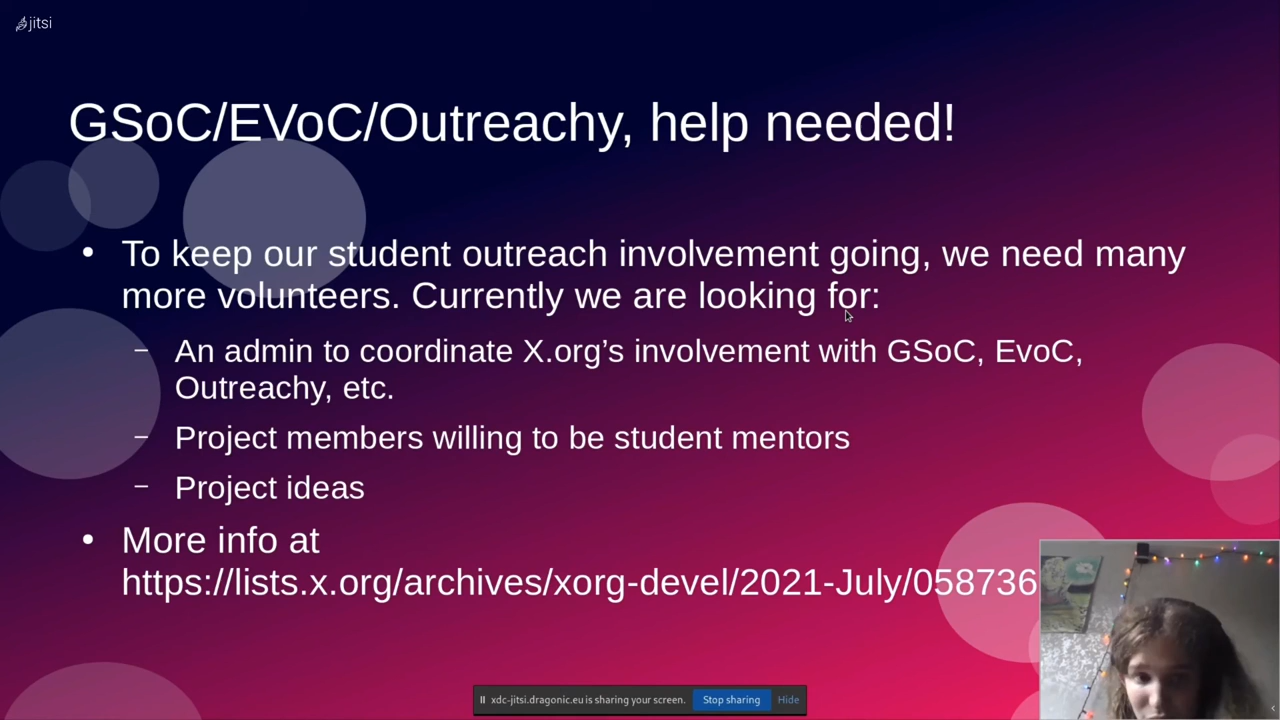 jitsi
GSoC/EVoC/Outreachy, help needed!
• To keep our student outreach involvement going, we need many
more volunteers. Currently we are looking for:
– An admin to coordinate X.org’s involvement with GSoC, EvoC,
Outreachy, etc.
– Project members willing to be student mentors
– Project ideas
• More info at
https://lists.x.org/archives/xorg-devel/2021-July/058736
xdc-jitsi.dragonic.eu is sharing your screen. Stop sharing Hide